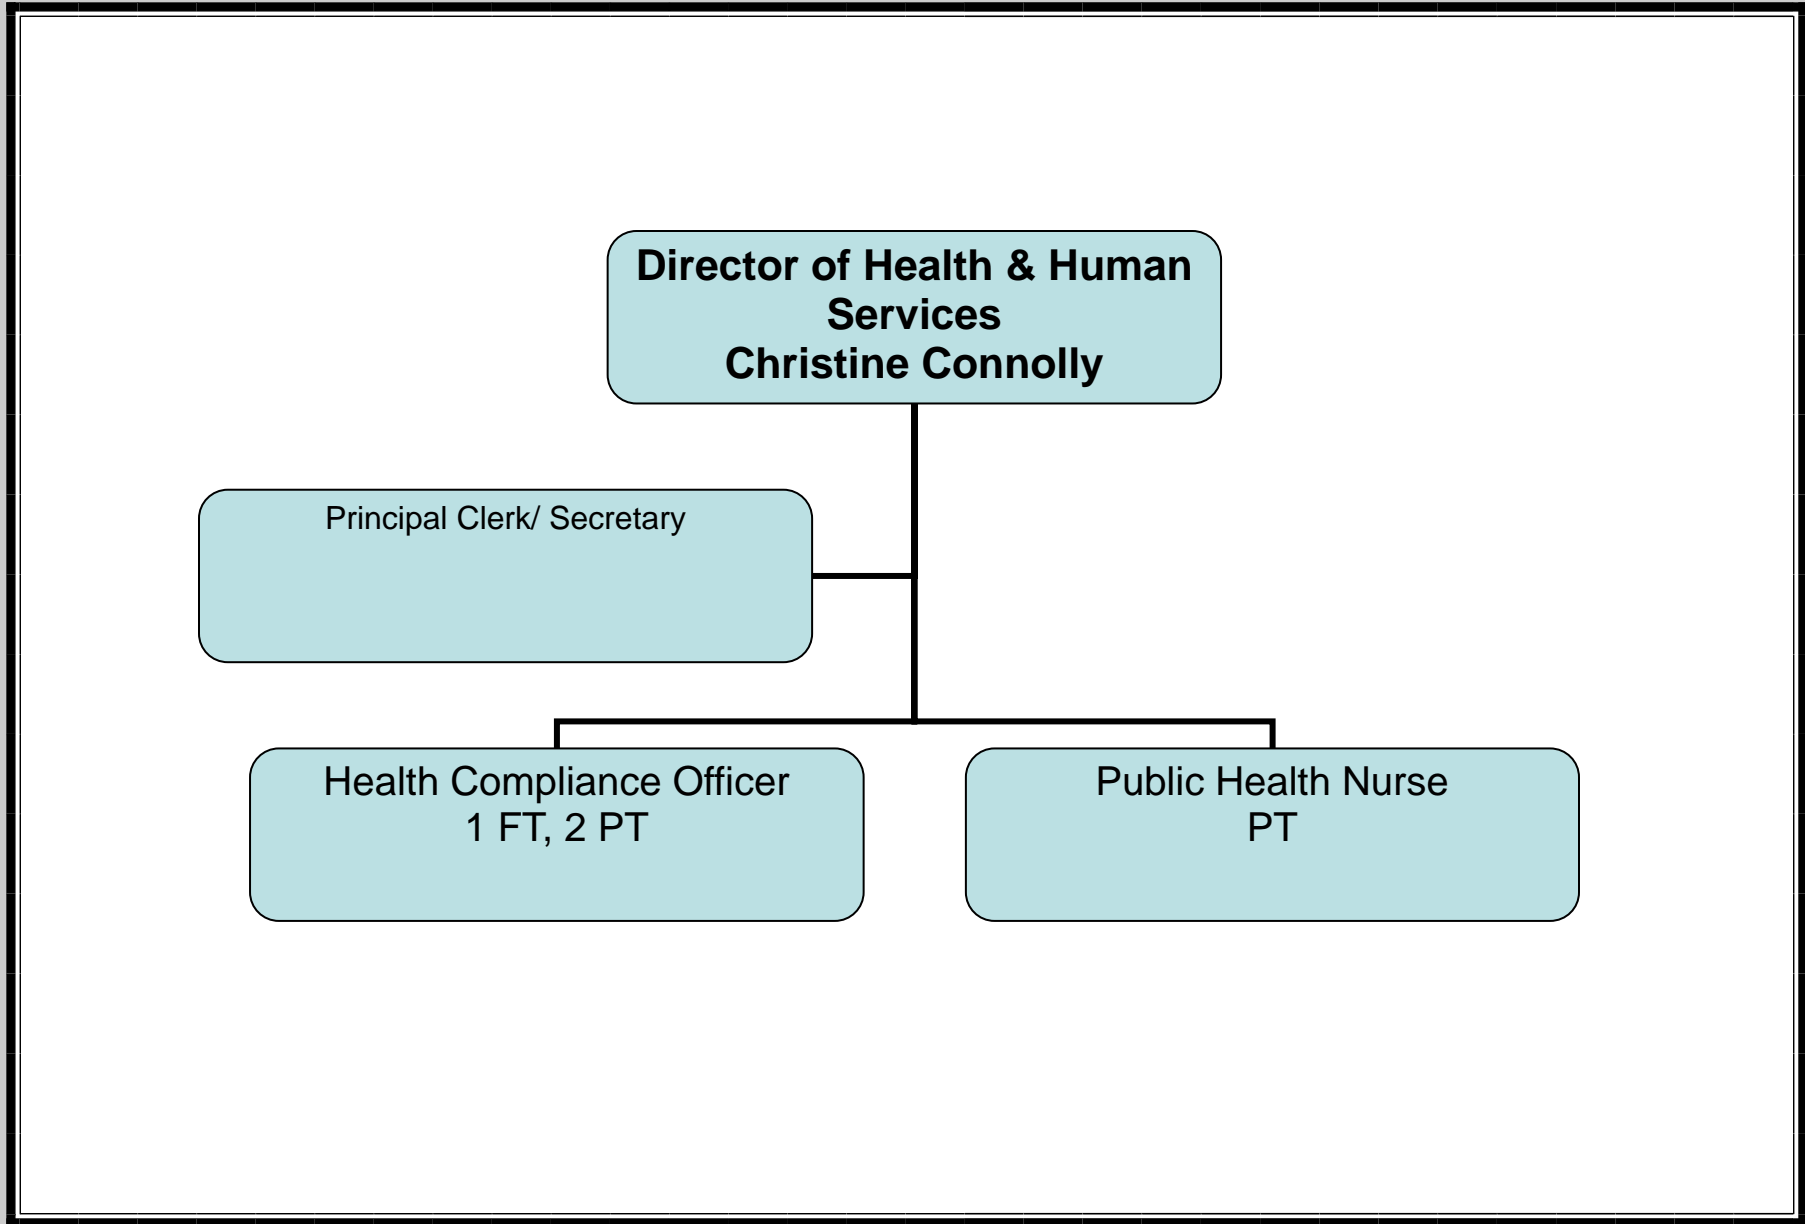 Director of Health & Human
Services
Christine Connolly
Principal Clerk/ Secretary
Health Compliance Officer
1 FT, 2 PT
Public Health Nurse
PT